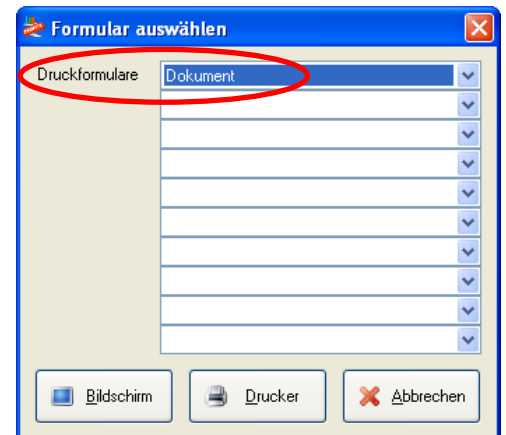 Formular auswählen
Druckformulare Dokument
Bildschirm Drucker Abbrechen